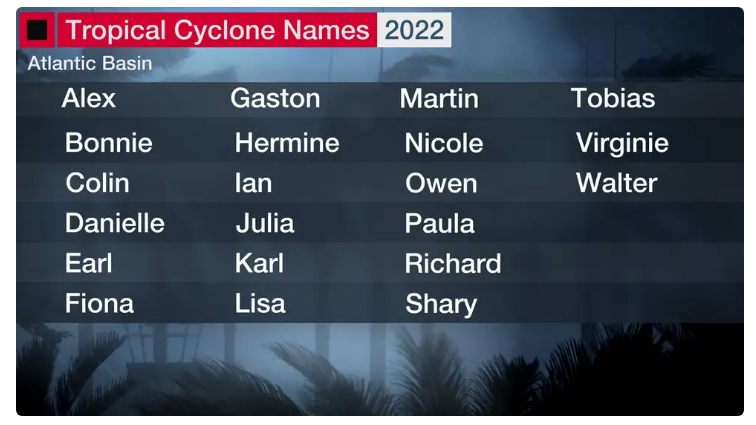 Tropical Cyclone Names 2022
Atlantic Basin
Alex Gaston Martin Tobias
Bonnie Hermine Nicole Virginie
Colin Ian Owen Walter
Danielle Julia Paula
Earl Karl Richard
Fiona Lisa Shary